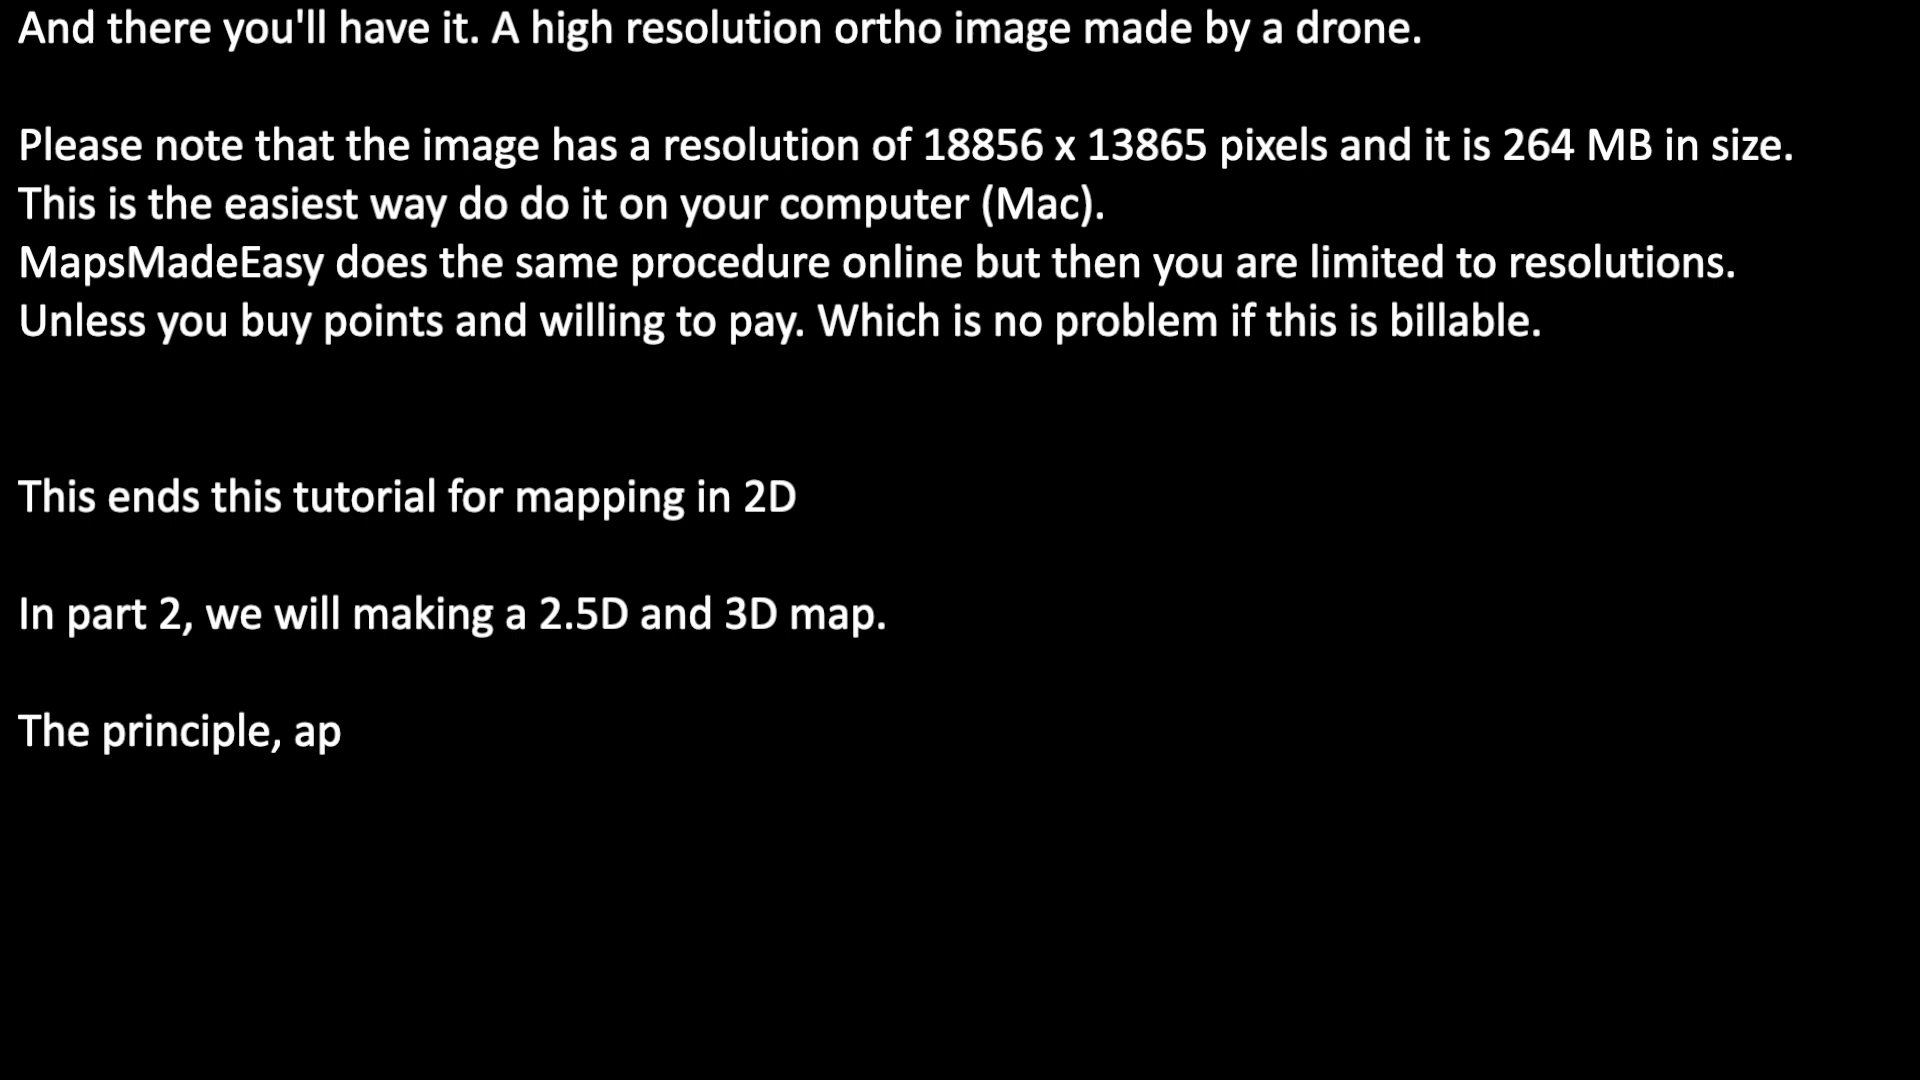 And there you'll have it. A high resolution ortho image made by a drone.
Please note that the image has a resolution of 18856 x 13865 pixels and it is 264 MB in size.
This is the easiest way do do it on your computer (Mac).
MapsMadeEasy does the same procedure online but then you are limited to resolutions.
Unless you buy points and willing to pay. Which is no problem if this is billable.
This ends this tutorial for mapping in 2D
In part 2, we will making a 2.5D and 3D map.
The principle, ap